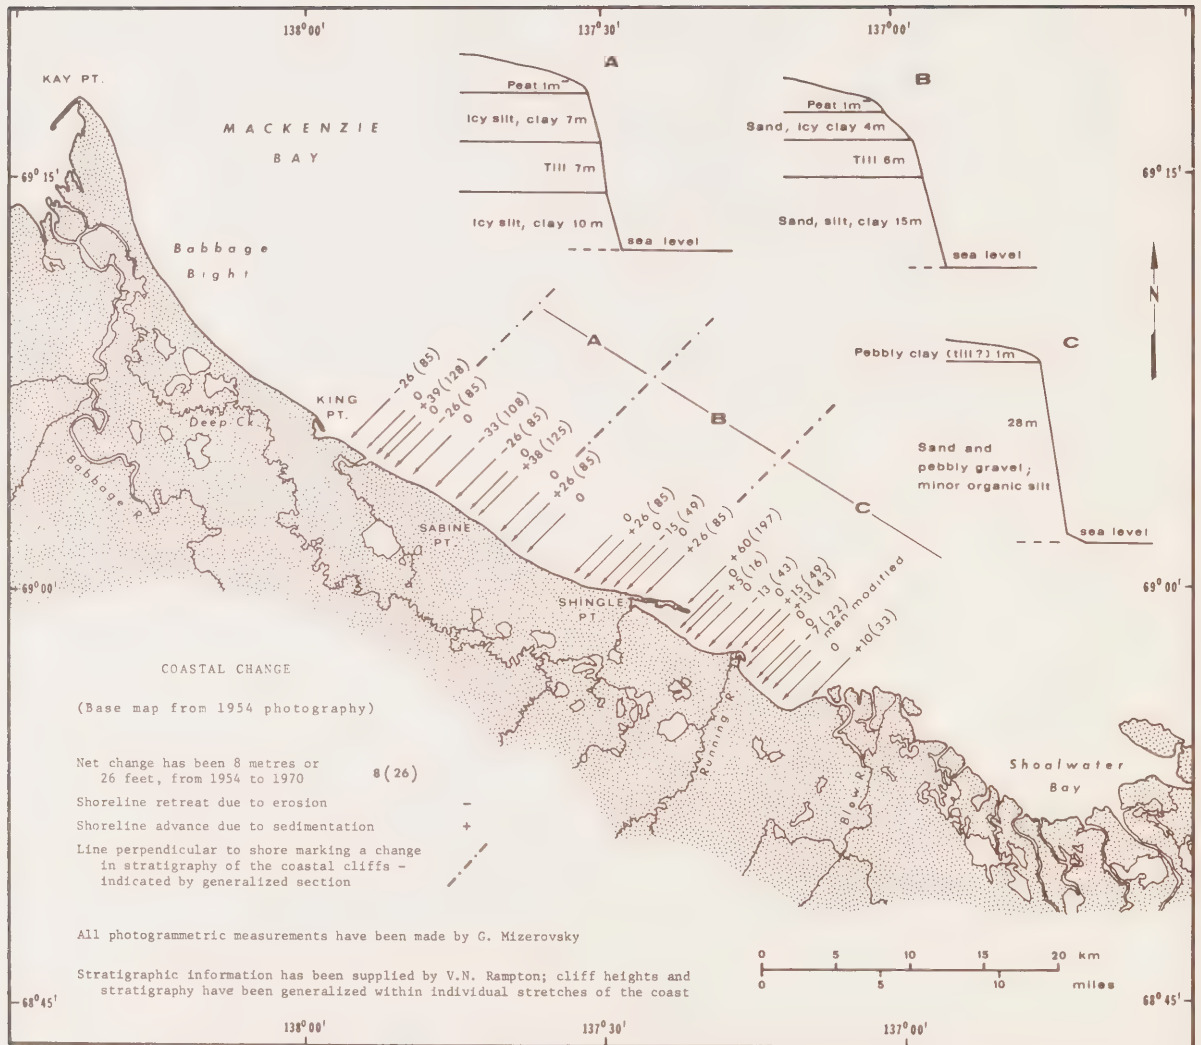 138°00'
137°30'
137°00'
KAY PT.
MACKENZIE
BAY
A
Peat 1m
Icy silt, clay 7m
Till 7m
Icy silt, clay 10m
sea level
B
Peat 1m
Sand, Icy clay 4m
Till 6m
Sand, silt, clay 15m
sea level
69°15'
69°15'
Babbage
Bight
N
C
Pebbly clay (till?) 1m
28m
Sand and
pebbly gravel;
minor organic silt
sea level
A
B
C
KING
PT.
-26(85)
0
+39(128)
0
-26(85)
0
-33(108)
-26(85)
0
+38(125)
0
+26(85)
0
0
+26(85)
0
-15(49)
0
+26(85)
0
+60(197)
0
+5(16)
0
-13(43)
0
+15(49)
0
+13(43)
0
-7(22)
man modified
0
+10(33)
Deep Ck.
Babbage R.
SABINE
PT.
69°00'
69°00'
SHINGLE
PT.
Running R.
Blow R.
Shoalwater
Bay
COASTAL CHANGE
(Base map from 1954 photography)
Net change has been 8 metres or
26 feet, from 1954 to 1970
8(26)
Shoreline retreat due to erosion -
Shoreline advance due to sedimentation +
Line perpendicular to shore marking a change
in stratigraphy of the coastal cliffs -
indicated by generalized section
All photogrammetric measurements have been made by G. Mizerovsky
Stratigraphic information has been supplied by V.N. Rampton; cliff heights and
stratigraphy have been generalized within individual stretches of the coast
0 5 10 15 20 km
0 5 10 miles
68°45'
68°45'
138°00'
137°30'
137°00'